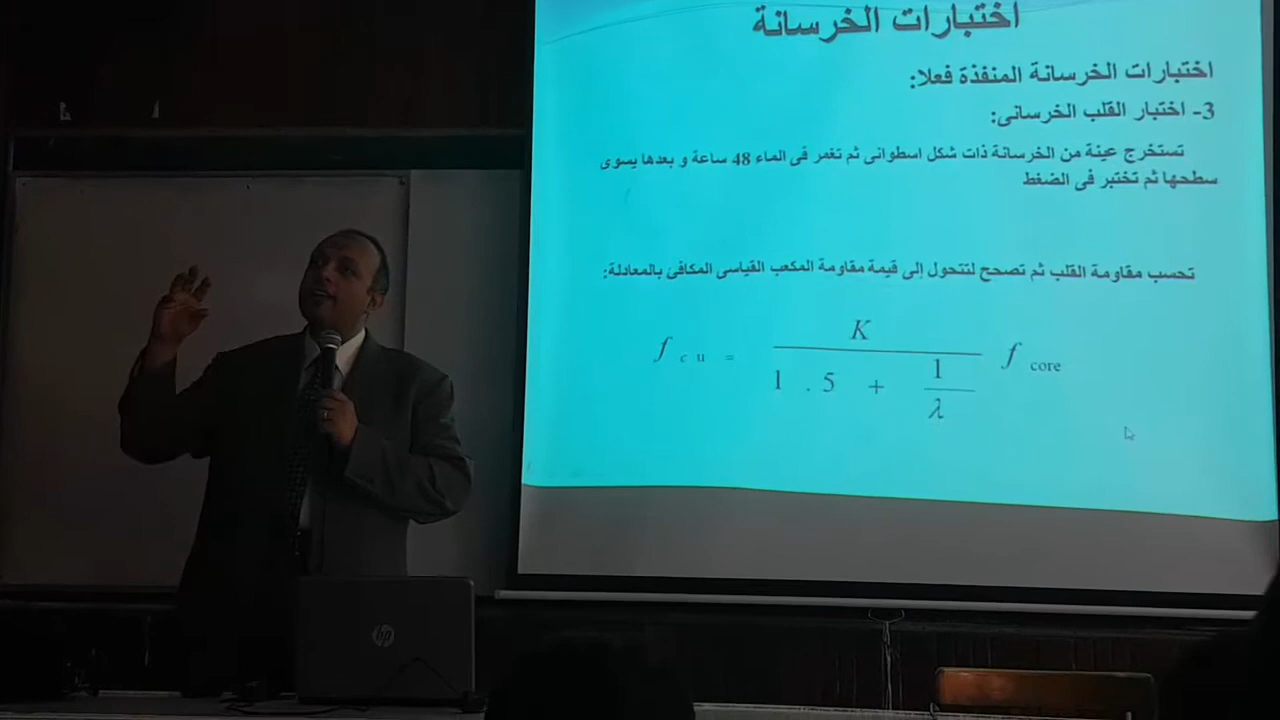 اختبارات الخرسانة
اختبارات الخرسانة المنفذة فعلا:
3- اختبار القلب الخرسانى:
تستخرج عينة من الخرسانة ذات شكل اسطوانى ثم تغمر فى الماء 48 ساعة و بعدها يسوى
سطحها ثم تختبر فى الضغط
تحسب مقاومة القلب ثم تصحح لتتحول إلى قيمة مقاومة المكعب القياسى المكافئ بالمعادلة:
f cu = K / (1.5 + 1/λ) f core
hp